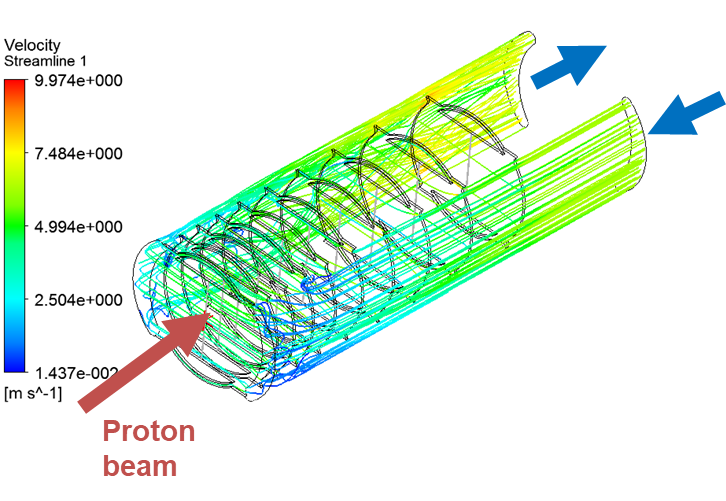 Velocity
Streamline 1
9.974e+000
7.484e+000
4.994e+000
2.504e+000
1.437e-002
[m s^-1]
Proton
beam